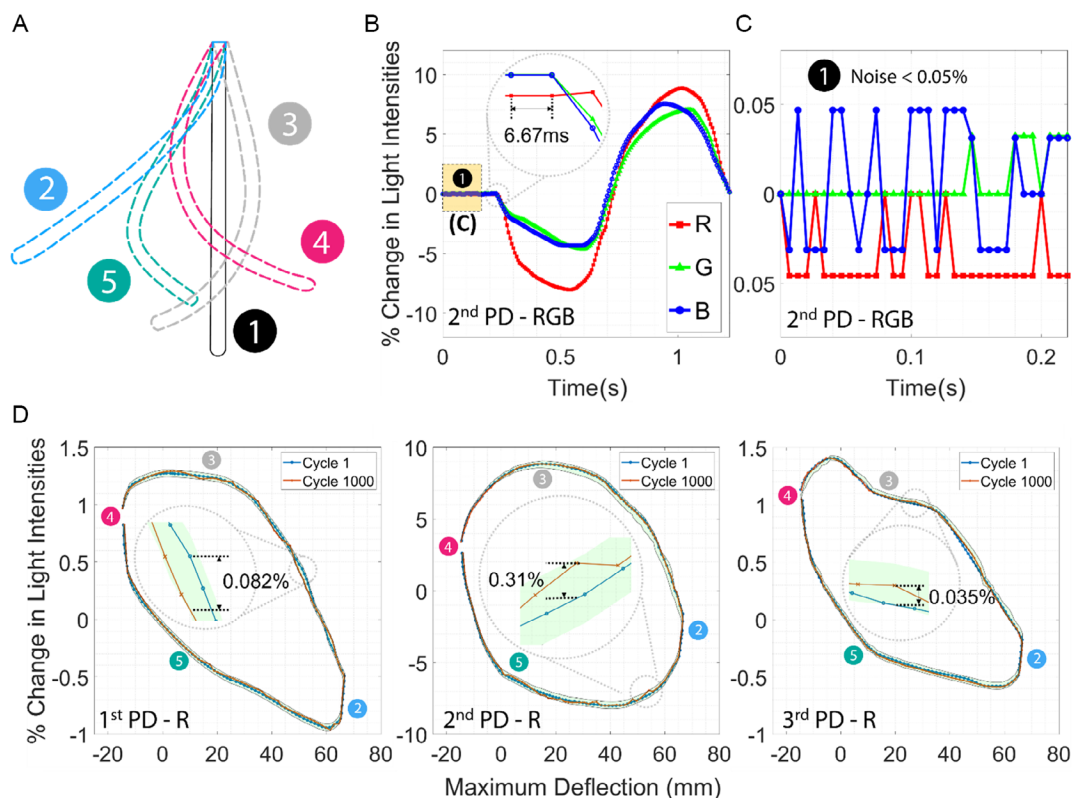 A
1
2
3
4
5
B
% Change in Light Intensities
10
5
0
-5
-10
6.67ms
1
(C)
R
G
B
2nd PD - RGB
0
0.5
1
Time(s)
C
1 Noise < 0.05%
0.05
0
0.05
2nd PD - RGB
0
0.1
0.2
Time(s)
D
% Change in Light Intensities
1.5
1
0.5
0
-0.5
-1
3
Cycle 1
Cycle 1000
4
0.082%
5
2
1st PD - R
-20 0 20 40 60 80
10
5
0
-5
-10
3
Cycle 1
Cycle 1000
4
0.31%
5
2
2nd PD - R
-20 0 20 40 60 80
1.5
1
0.5
0
-0.5
-1
3
Cycle 1
Cycle 1000
4
0.035%
5
2
3rd PD - R
-20 0 20 40 60 80
Maximum Deflection (mm)